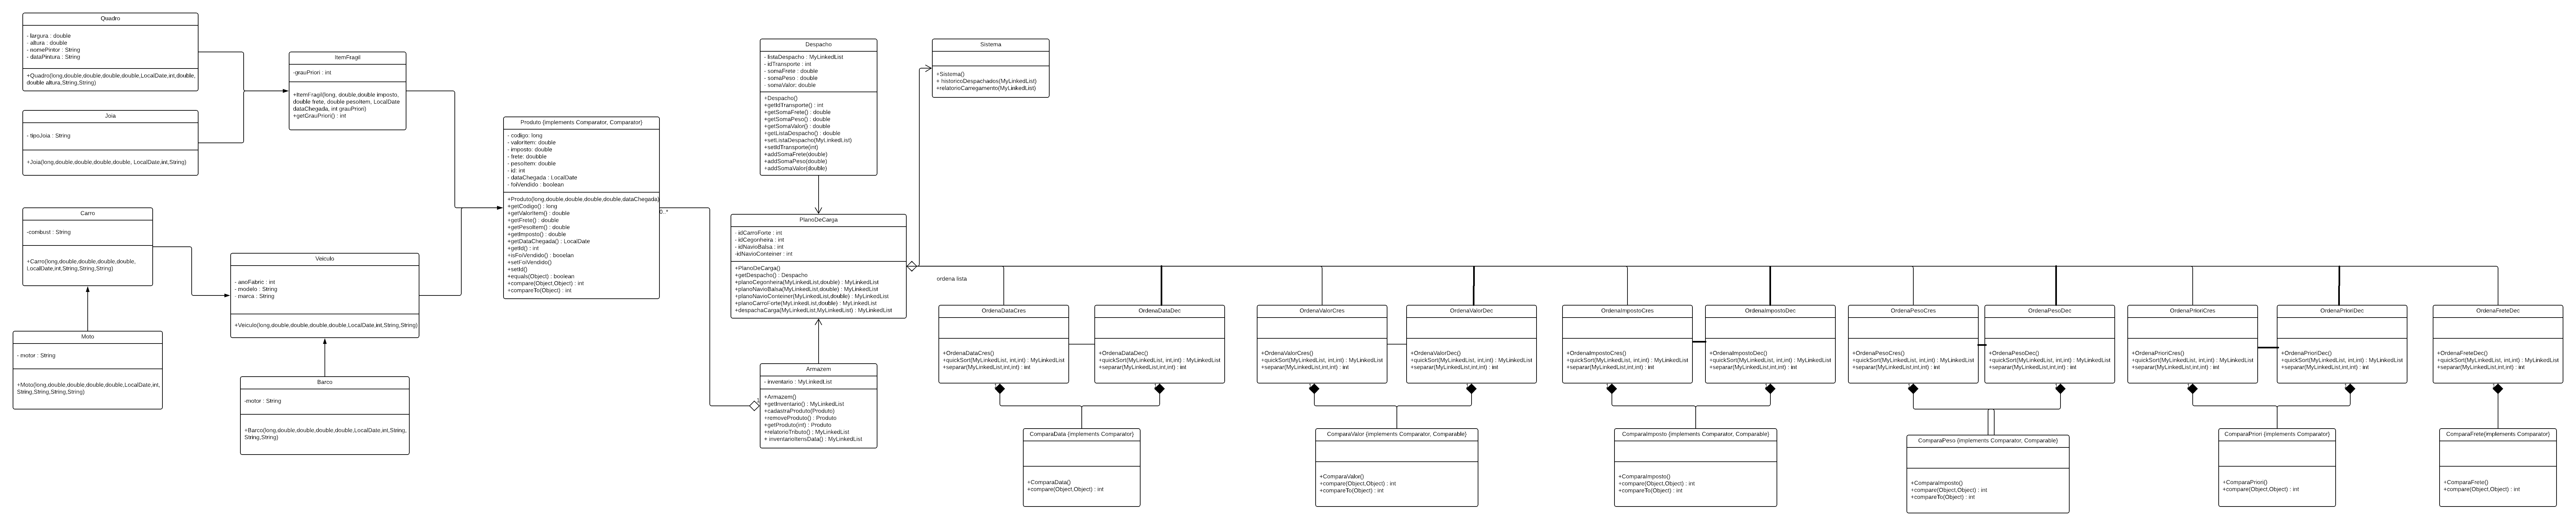 Quadro
- largura : double
- altura : double
- nomePintor : String
- dataPintura : String
+Quadro(long,double,double,double,double,LocalDate,int,double,
double altura,String,String)
Joia
- tipoJoia : String
+Joia(long,double,double,double,double, LocalDate,int,String)
ItemFragil
-grauPriori : int
+ItemFragil(long, double,double imposto,
double frete, double pesoItem, LocalDate
dataChegada, int grauPriori)
+getGrauPriori() : int
Carro
-combust : String
+Carro(long,double,double,double,double,
LocalDate,int,String,String,String)
Moto
- motor : String
+Moto(long,double,double,double,double,LocalDate,int,
String,String,String,String)
Veiculo
- anoFabric : int
- modelo : String
- marca : String
+Veiculo(long,double,double,double,double,LocalDate,int,String,String)
Barco
-motor : String
+Barco(long,double,double,double,double,LocalDate,int,String,
String,String)
Produto (implements Comparator, Comparator)
- codigo: long
- valorItem: double
- imposto: double
- frete: doubble
- pesoItem: double
- id: int
- dataChegada : LocalDate
- foiVendido : boolean
+Produto(long,double,double,double,double,dataChegada)
+getCodigo() : long
+getValorItem() : double
+getFrete() : double
+getPesoItem() : double
+getImposto() : double
+getDataChegada() : LocalDate
+getId() : int
+isFoiVendido() : booelan
+setFoiVendido()
+setId()
+equals(Object) : boolean
+compare(Object,Object) : int
+compareTo(Object) : int
0..*
Despacho
- listaDespacho : MyLinkedList
- idTransporte : int
- somaFrete : double
- somaPeso : double
- somaValor: double
+Despacho()
+getIdTransporte() : int
+getSomaFrete() : double
+getSomaPeso() : double
+getSomaValor() : double
+getListaDespacho() : double
+setListaDespacho(MyLinkedList)
+setIdTransporte(int)
+addSomaFrete(double)
+addSomaPeso(double)
+addSomaValor(double)
PlanoDeCarga
- idCarroForte : int
- idCegonheira : int
- idNavioBalsa : int
-idNavioConteiner : int
+PlanoDeCarga()
+getDespacho() : Despacho
+planoCegonheira(MyLinkedList,double) : MyLinkedList
+planoNavioBalsa(MyLinkedList,double) : MyLinkedList
+planoNavioConteiner(MyLinkedList,double) : MyLinkedList
+planoCarroForte(MyLinkedList,double) : MyLinkedList
+despachaCarga(MyLinkedList,MyLinkedList) : MyLinkedList
Armazem
- inventario : MyLinkedList
+Armazem()
+getInventario() : MyLinkedList
+cadastraProduto(Produto)
+removeProduto() : Produto
+getProduto(int) : Produto
+relatorioTributo() ; MyLinkedList
+ inventarioItensData() : MyLinkedList
Sistema
+Sistema()
+ historicoDespachados(MyLinkedList)
+relatorioCarregamento(MyLinkedList)
ordena lista
OrdenaDataCres
+OrdenaDataCres()
+quickSort(MyLinkedList, int,int) : MyLinkedList
+separar(MyLinkedList,int,int) : int
OrdenaDataDec
+OrdenaDataDec()
+quickSort(MyLinkedList, int,int) : MyLinkedList
+separar(MyLinkedList,int,int) : int
OrdenaValorCres
+OrdenaValorCres()
+quickSort(MyLinkedList, int,int) : MyLinkedList
+separar(MyLinkedList,int,int) : int
OrdenaValorDec
+OrdenaValorDec()
+quickSort(MyLinkedList, int,int) : MyLinkedList
+separar(MyLinkedList,int,int) : int
OrdenaImpostoCres
+OrdenaImpostoCres()
+quickSort(MyLinkedList, int,int) : MyLinkedList
+separar(MyLinkedList,int,int) : int
OrdenaImpostoDec
+OrdenaImpostoDec()
+quickSort(MyLinkedList, int,int) : MyLinkedList
+separar(MyLinkedList,int,int) : int
OrdenaPesoCres
+OrdenaPesoCres()
+quickSort(MyLinkedList, int,int) : MyLinkedList
+separar(MyLinkedList,int,int) : int
OrdenaPesoDec
+OrdenaPesoDec()
+quickSort(MyLinkedList, int,int) : MyLinkedList
+separar(MyLinkedList,int,int) : int
OrdenaPrioriCres
+OrdenaPrioriCres()
+quickSort(MyLinkedList, int,int) : MyLinkedList
+separar(MyLinkedList,int,int) : int
OrdenaPrioriDec
+OrdenaPrioriDec()
+quickSort(MyLinkedList, int,int) : MyLinkedList
+separar(MyLinkedList,int,int) : int
OrdenaFreteDec
+OrdenaFreteDec()
+quickSort(MyLinkedList, int,int) : MyLinkedList
+separar(MyLinkedList,int,int) : int
ComparaData (implements Comparator)
+ComparaData()
+compare(Object,Object) : int
ComparaValor (implements Comparator, Comparable)
+ComparaValor()
+compare(Object,Object) : int
+compareTo(Object) : int
ComparaImposto (implements Comparator, Comparable)
+ComparaImposto()
+compare(Object,Object) : int
+compareTo(Object) : int
ComparaPeso (implements Comparator, Comparable)
+ComparaImposto()
+compare(Object,Object) : int
+compareTo(Object) : int
ComparaPriori (implements Comparator)
+ComparaPriori()
+compare(Object,Object) : int
ComparaFrete(implements Comparator)
+ComparaFrete()
+compare(Object,Object) : int